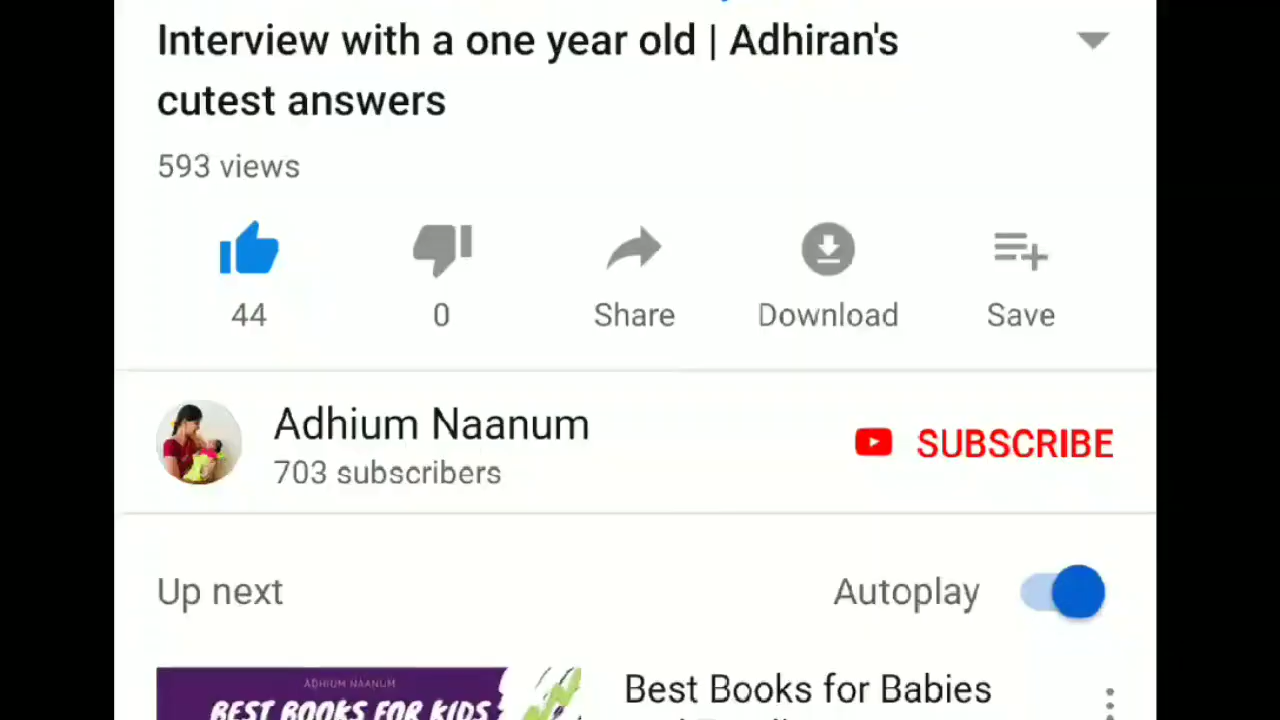 Interview with a one year old | Adhiran's
cutest answers
593 views
44
0
Share
Download
Save
Adhium Naanum
703 subscribers
SUBSCRIBE
Up next
Autoplay
ADHIUM NAANUM
BEST BOOKS FOR KIDS
Best Books for Babies